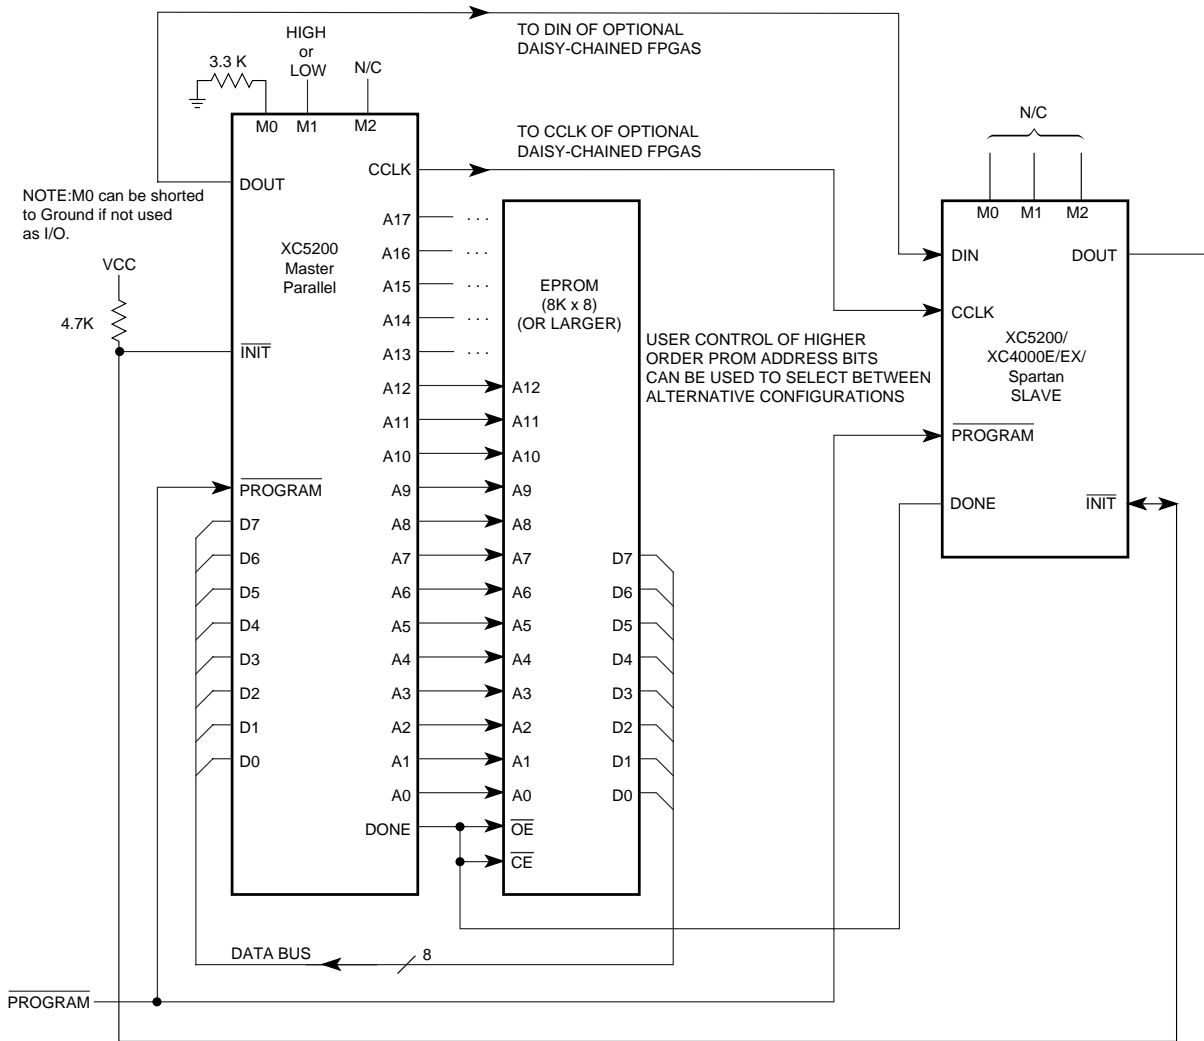 TO DIN OF OPTIONAL
DAISY-CHAINED FPGAS
HIGH
or
LOW
3.3 K
N/C
M0
M1
M2
N/C
TO CCLK OF OPTIONAL
DAISY-CHAINED FPGAS
NOTE:M0 can be shorted
to Ground if not used
as I/O.
VCC
4.7K
DOUT
CCLK
XC5200
Master
Parallel
INIT
PROGRAM
D7
D6
D5
D4
D3
D2
D1
D0
A17
A16
A15
A14
A13
A12
A11
A10
A9
A8
A7
A6
A5
A4
A3
A2
A1
A0
DONE
. . .
. . .
. . .
. . .
. . .
EPROM
(8K x 8)
(OR LARGER)
A12
A11
A10
A9
A8
A7
A6
A5
A4
A3
A2
A1
A0
OE
CE
D7
D6
D5
D4
D3
D2
D1
D0
USER CONTROL OF HIGHER
ORDER PROM ADDRESS BITS
CAN BE USED TO SELECT BETWEEN
ALTERNATIVE CONFIGURATIONS
M0
M1
M2
DIN
DOUT
CCLK
XC5200/
XC4000E/EX/
Spartan
SLAVE
PROGRAM
DONE
INIT
DATA BUS
8
PROGRAM